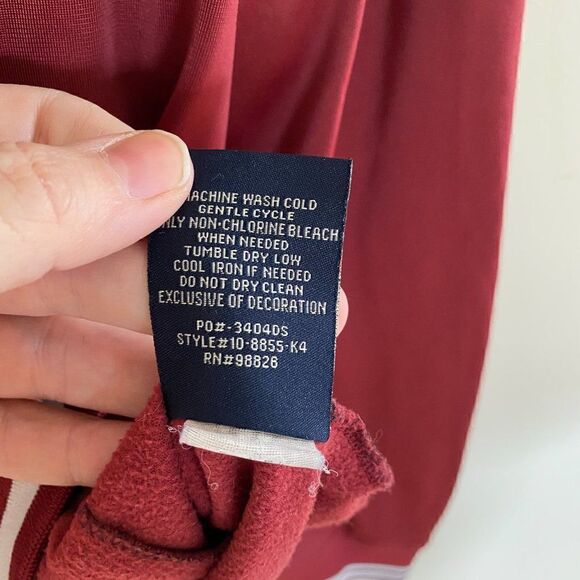 MACHINE WASH COLD
GENTLE CYCLE
ONLY NON-CHLORINE BLEACH
WHEN NEEDED
TUMBLE DRY LOW
COOL IRON IF NEEDED
DO NOT DRY CLEAN
EXCLUSIVE OF DECORATION
PO#-3404DS
STYLE#10-8855-K4
RN#98826